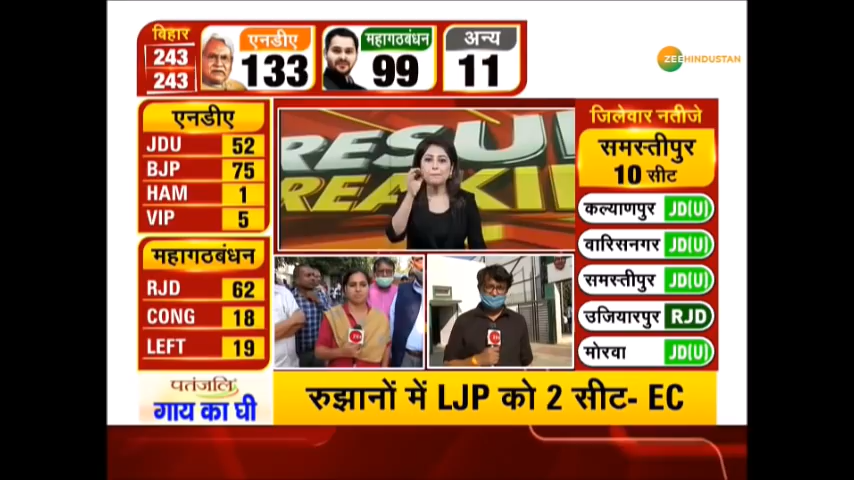 बिहार
243
243
एनडीए
133
महागठबंधन
99
अन्य
11
ZEEHINDUSTAN
एनडीए
JDU 52
BJP 75
HAM 1
VIP 5
महागठबंधन
RJD 62
CONG 18
LEFT 19
RESU
REAKI
जिलेवार नतीजे
समस्तीपुर
10 सीट
कल्याणपुर JD(U)
वारिसनगर JD(U)
समस्तीपुर JD(U)
उजियारपुर RJD
मोरवा JD(U)
पतंजलि
गाय का घी
रुझानों में LJP को 2 सीट- EC